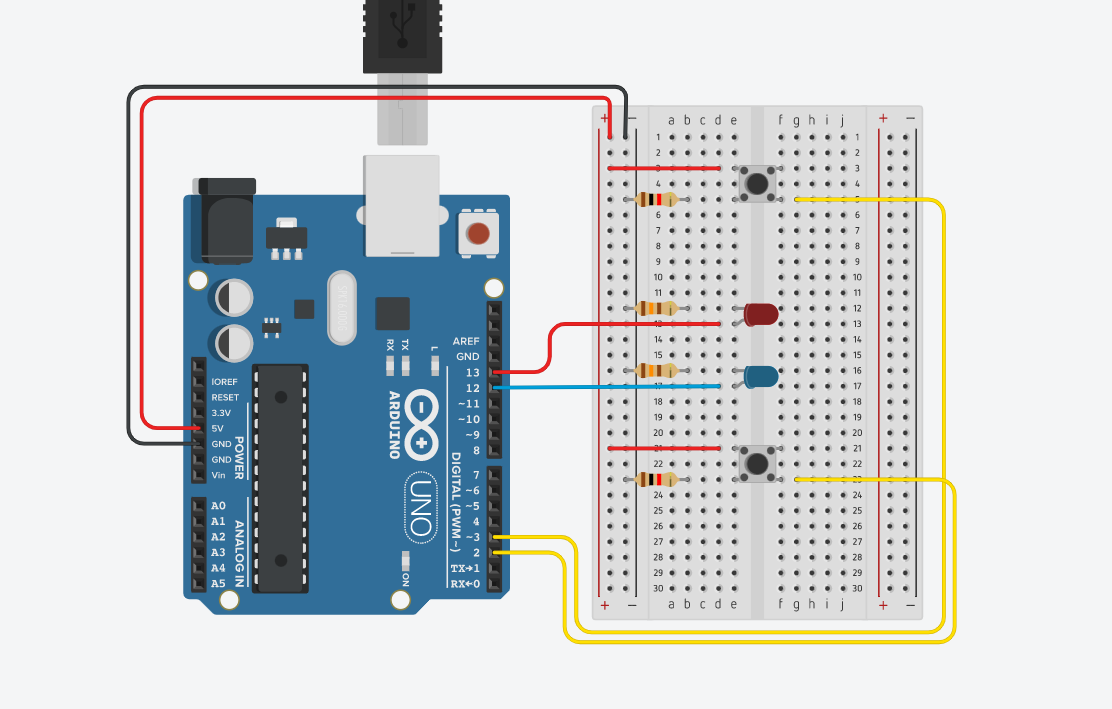 + − a b c d e f g h i j + −
1 1
2 2
3 3
4 4
5
6 6
7 7
8 8
9 9
10 10
11 11
12
13 13
14 14
15 15
16
17 17
18 18
19 19
20 20
21 21
22 22
23
24 24
25 25
26 26
27 27
28 28
29 29
30 30
+ − a b c d e f g h i j + −
SPK16.000G
RX
TX
L
AREF
GND
13
12
~11
~10
~9
8
7
~6
~5
4
~3
2
TX→1
RX←0
DIGITAL (PWM~)
ARDUINO
UNO
ON
IOREF
RESET
3.3V
5V
GND
GND
Vin
POWER
A0
A1
A2
A3
A4
A5
ANALOG IN